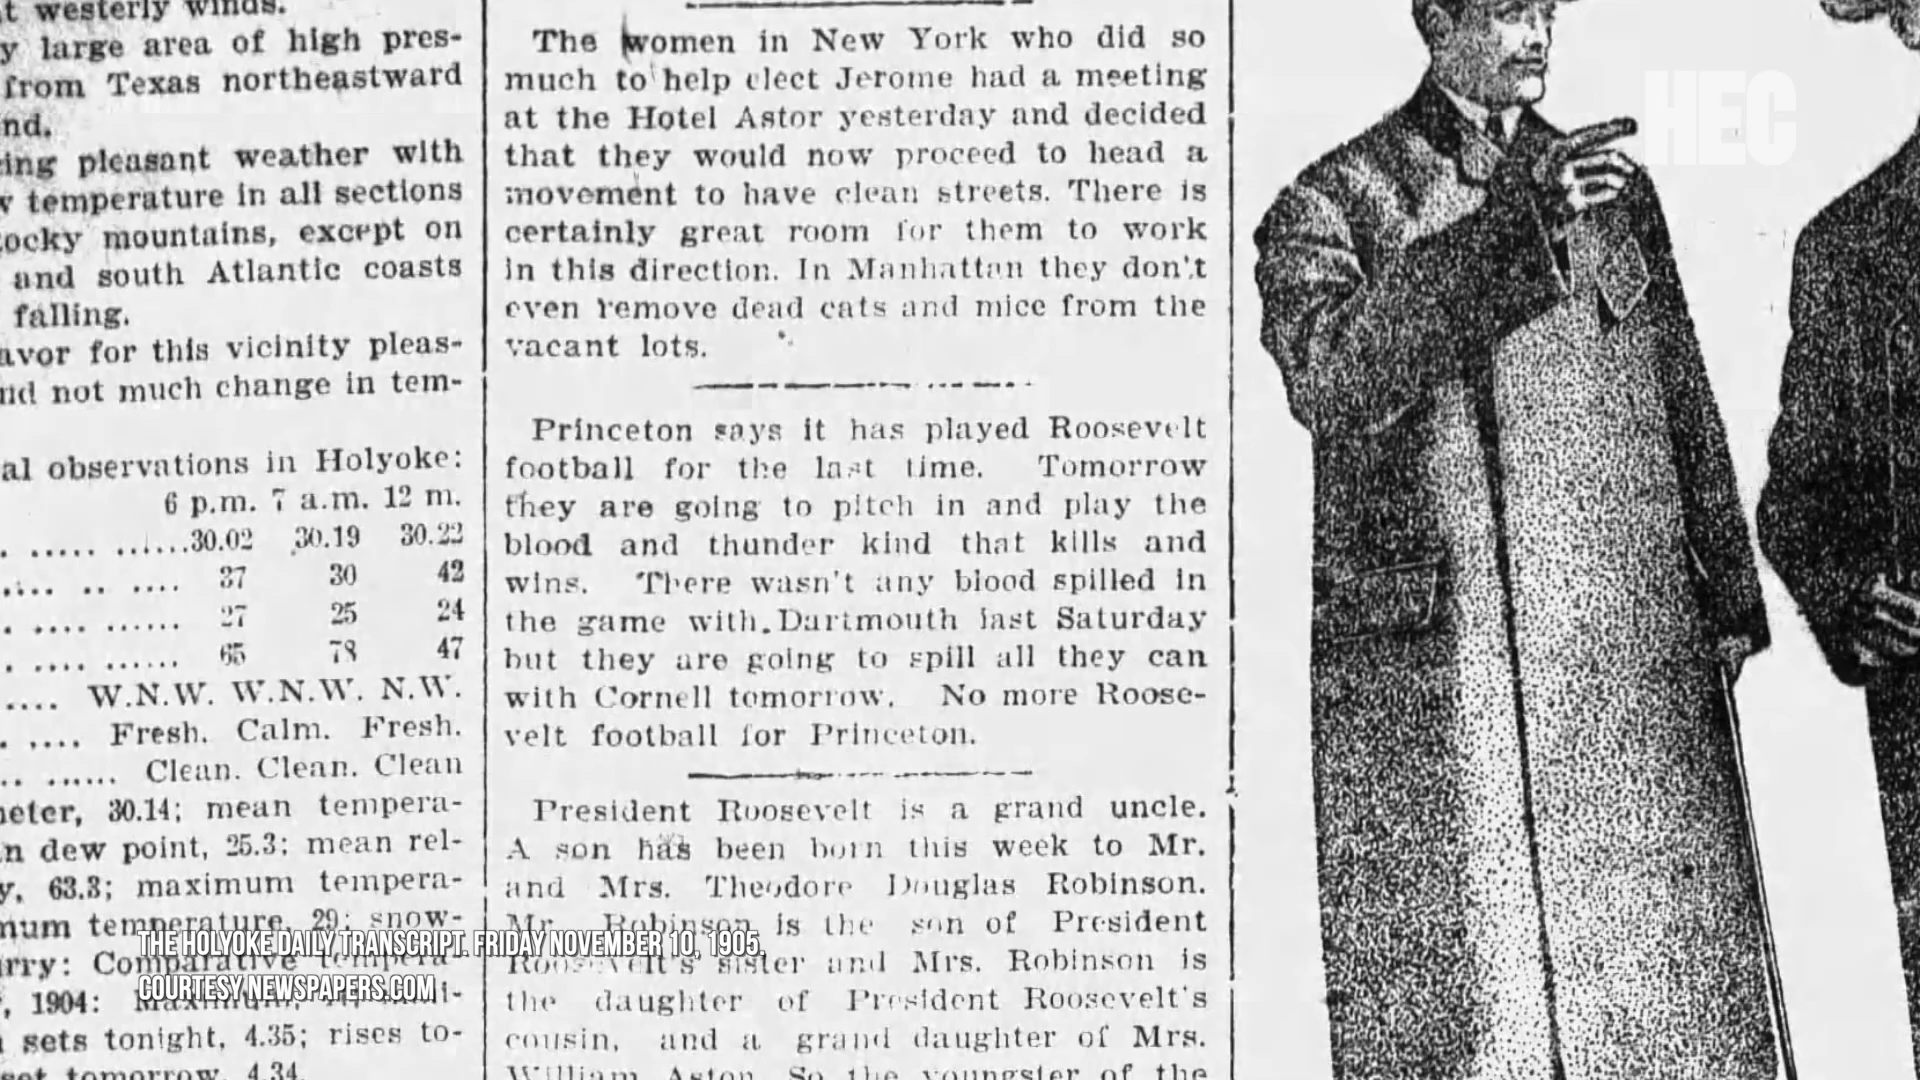 t westerly winds.
y large area of high pres-
from Texas northeastward
nd.
ing pleasant weather with
temperature in all sections
ocky mountains, except on
and south Atlantic coasts
falling.
avor for this vicinity pleas-
nd not much change in tem-
al observations in Holyoke:
6 p.m. 7 a.m. 12 m.
. ..... ......30.02 30.19 30.22
.... .. .... 37 30 42
. .... ...... 27 25 24
. .... ...... 65 78 47
.... W.N.W. W.N.W. N.W.
. .... Fresh. Calm. Fresh.
.. ...... Clean. Clean. Clean
meter, 30.14; mean tempera-
n dew point, 25.3; mean rel-
y, 63.3; maximum tempera-
mum temperature, 29; snow-
rry: Comparative tempera-
, 1904: Maximum,
sets tonight, 4.35; rises to-
set tomorrow, 4.34.
The women in New York who did so
much to help elect Jerome had a meeting
at the Hotel Astor yesterday and decided
that they would now proceed to head a
movement to have clean streets. There is
certainly great room for them to work
in this direction. In Manhattan they don't
even remove dead cats and mice from the
vacant lots.
Princeton says it has played Roosevelt
football for the last time. Tomorrow
they are going to pitch in and play the
blood and thunder kind that kills and
wins. There wasn't any blood spilled in
the game with Dartmouth last Saturday
but they are going to spill all they can
with Cornell tomorrow. No more Roose-
velt football for Princeton.
President Roosevelt is a grand uncle.
A son has been born this week to Mr.
and Mrs. Theodore Douglas Robinson.
Mr. Robinson is the son of President
Roosevelt's sister and Mrs. Robinson is
the daughter of President Roosevelt's
cousin, and a grand daughter of Mrs.
William Astor. So the youngster of the
HEC
THE HOLYOKE DAILY TRANSCRIPT. FRIDAY NOVEMBER 10, 1905.
COURTESY NEWSPAPERS.COM